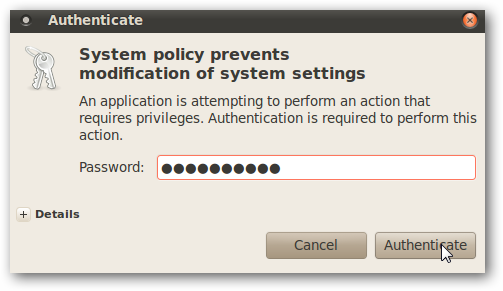 Authenticate
System policy prevents
modification of system settings
An application is attempting to perform an action that
requires privileges. Authentication is required to perform this
action.
Password: ●●●●●●●●●●
Details
Cancel Authenticate